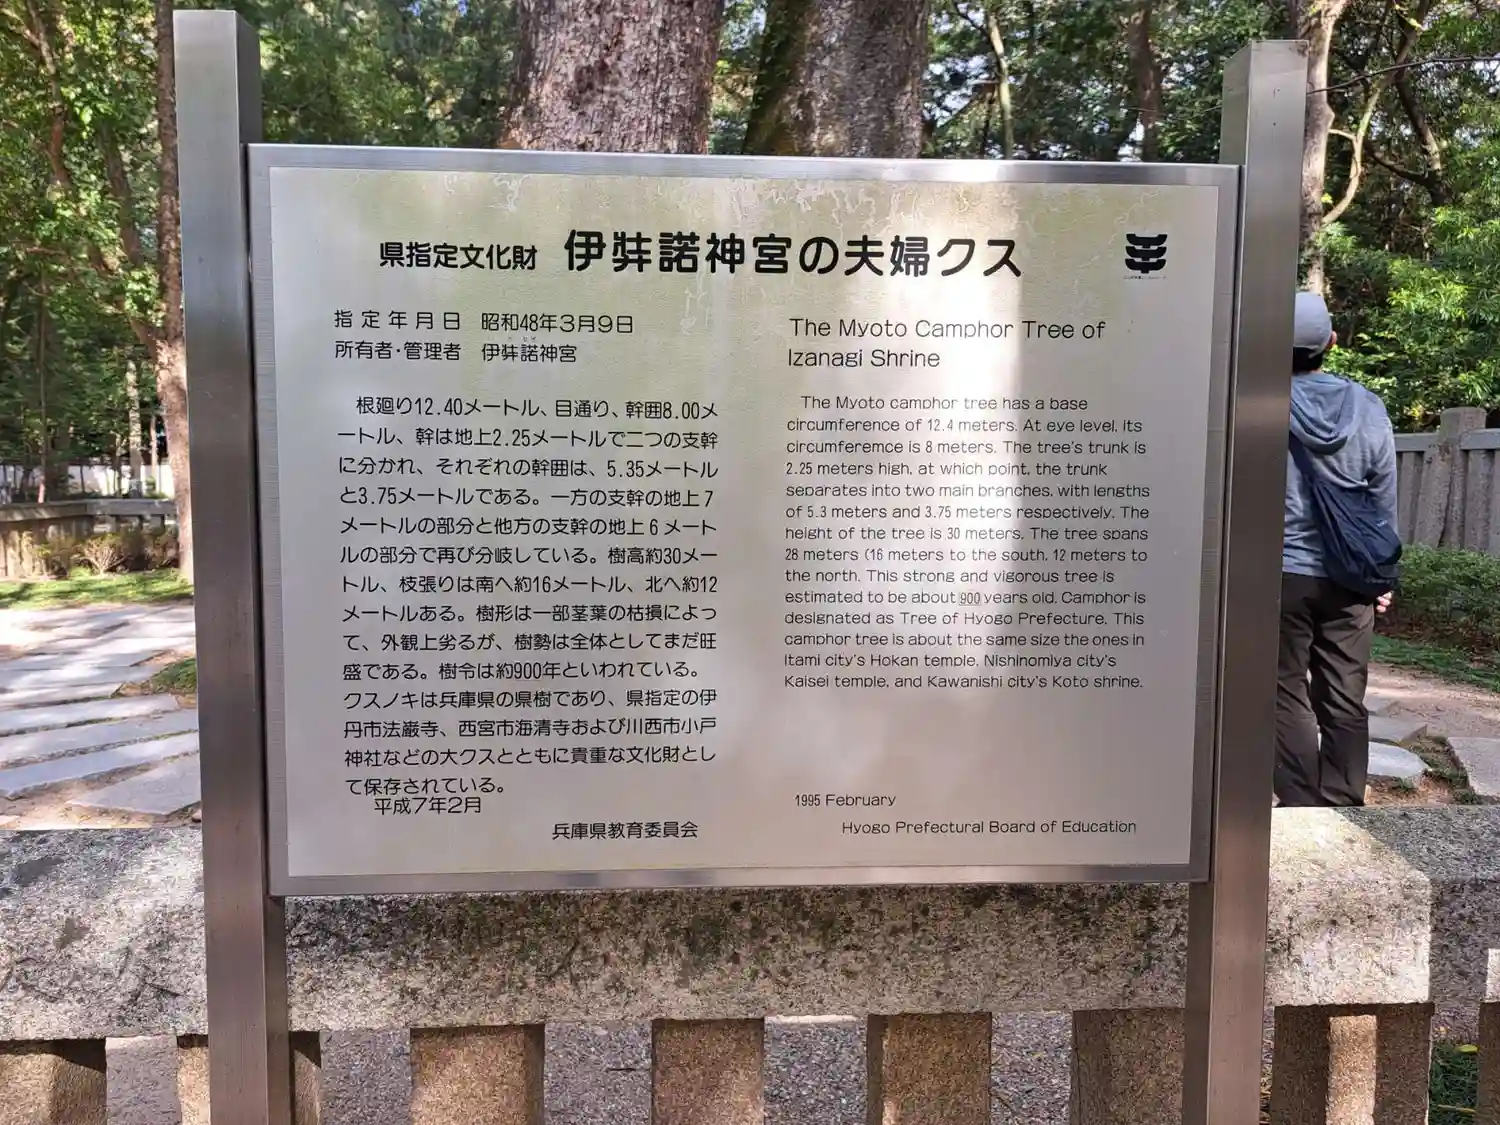 県指定文化財 伊弉諾神宮の夫婦クス
指定年月日 昭和48年3月9日
所有者・管理者 伊弉諾神宮
根廻り12.40メートル、目通り、幹囲8.00メ
ートル、幹は地上2.25メートルで二つの支幹
に分かれ、それぞれの幹囲は、5.35メートル
と3.75メートルである。一方の支幹の地上7
メートルの部分と他方の支幹の地上6メート
ルの部分で再び分岐している。樹高約30メー
トル、枝張りは南へ約16メートル、北へ約12
メートルある。樹形は一部茎葉の枯損によっ
て、外観上劣るが、樹勢は全体としてまだ旺
盛である。樹令は約900年といわれている。
クスノキは兵庫県の県樹であり、県指定の伊
丹市法巌寺、西宮市海清寺および川西市小戸
神社などの大クスとともに貴重な文化財とし
て保存されている。
平成7年2月
兵庫県教育委員会
The Myoto Camphor Tree of
Izanagi Shrine
The Myoto camphor tree has a base
circumference of 12.4 meters. At eye level, its
circumferemce is 8 meters. The tree's trunk is
2.25 meters high, at which point, the trunk
separates into two main branches, with lengths
of 5.3 meters and 3.75 meters respectively. The
height of the tree is 30 meters. The tree spans
28 meters (16 meters to the south, 12 meters to
the north. This strong and vigorous tree is
estimated to be about 900 years old. Camphor is
designated as Tree of Hyogo Prefecture. This
camphor tree is about the same size the ones in
Itami city's Hokan temple, Nishinomiya city's
Kaisei temple, and Kawanishi city's Koto shrine.
1995 February
Hyogo Prefectural Board of Education